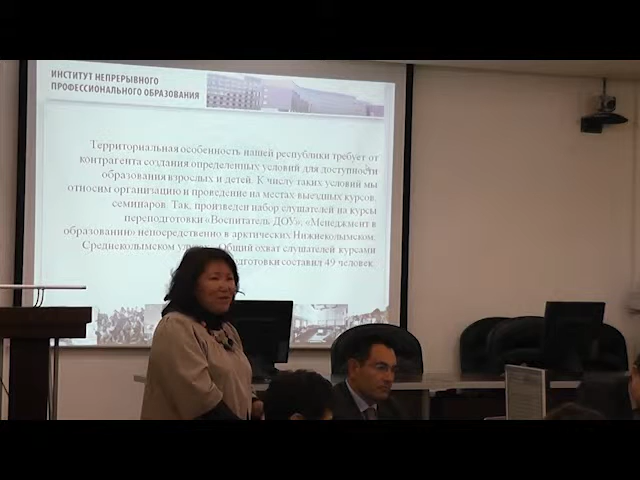 ИНСТИТУТ НЕПРЕРЫВНОГО
ПРОФЕССИОНАЛЬНОГО ОБРАЗОВАНИЯ
Территориальная особенность нашей республики требует от
контрагента создания определенных условий для доступности
образования взрослых и детей. К числу таких условий мы
относим организацию и проведение на местах выездных курсов,
семинаров. Так, произведен набор слушателей на курсы
переподготовки «Воспитатель ДОУ», «Менеджмент в
образовании» непосредственно в арктических Нижнеколымском,
Среднеколымском Общий охват слушателей курсами
составил 49 человек.